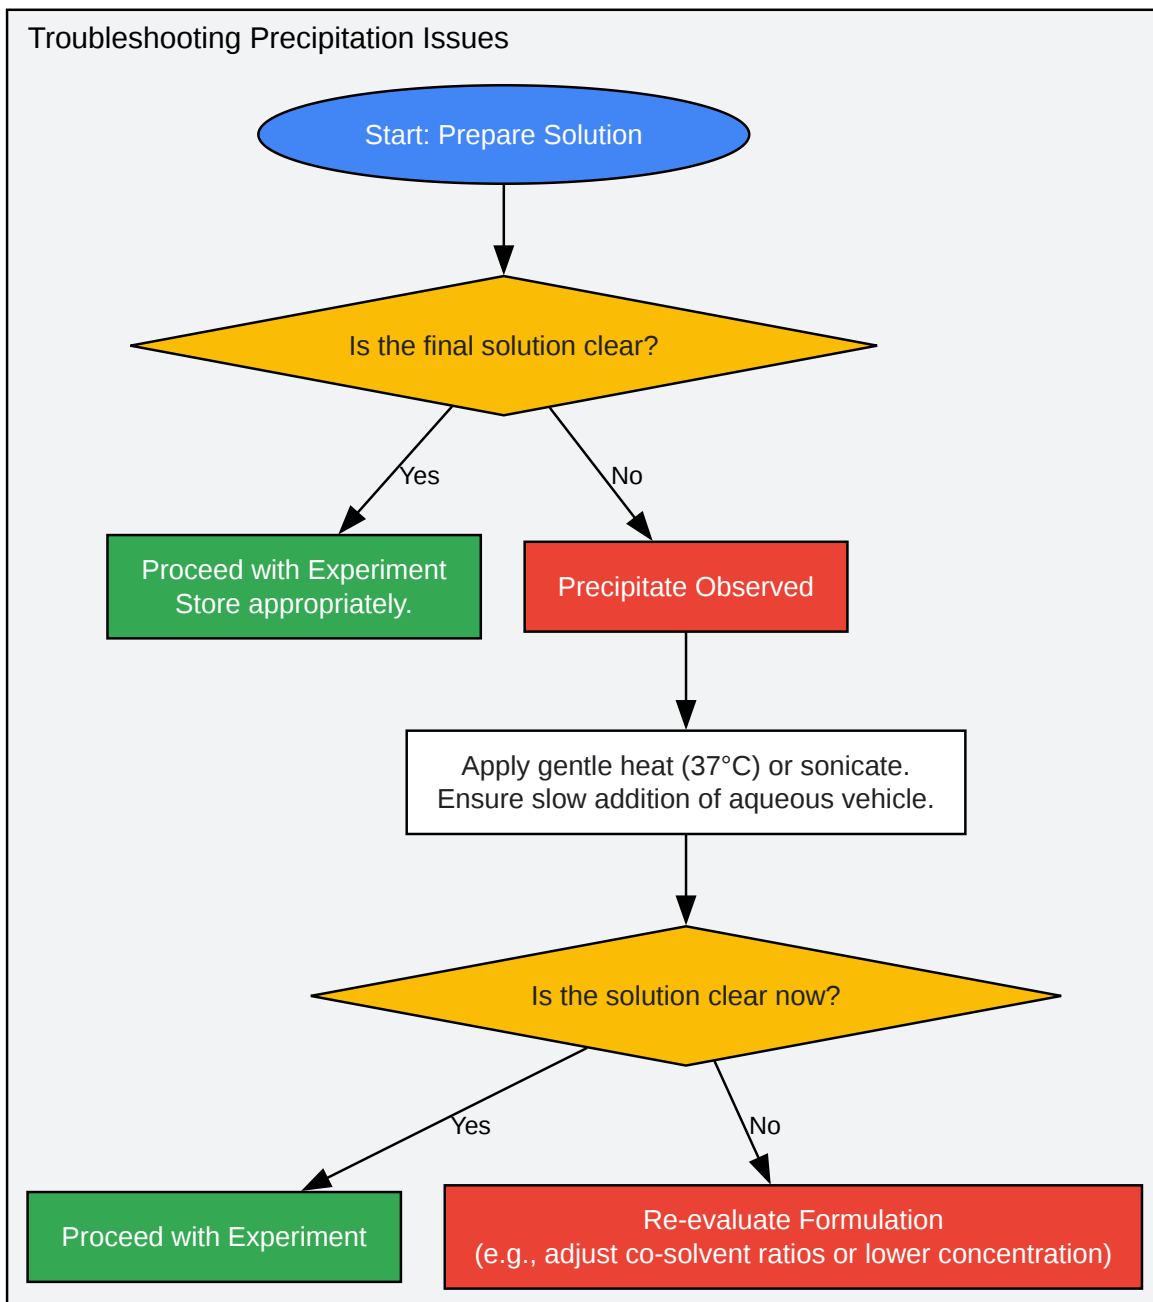 Troubleshooting Precipitation Issues
Start: Prepare Solution
Is the final solution clear?
Yes
No
Proceed with Experiment
Store appropriately.
Precipitate Observed
Apply gentle heat (37°C) or sonicate.
Ensure slow addition of aqueous vehicle.
Is the solution clear now?
Yes
No
Proceed with Experiment
Re-evaluate Formulation
(e.g., adjust co-solvent ratios or lower concentration)